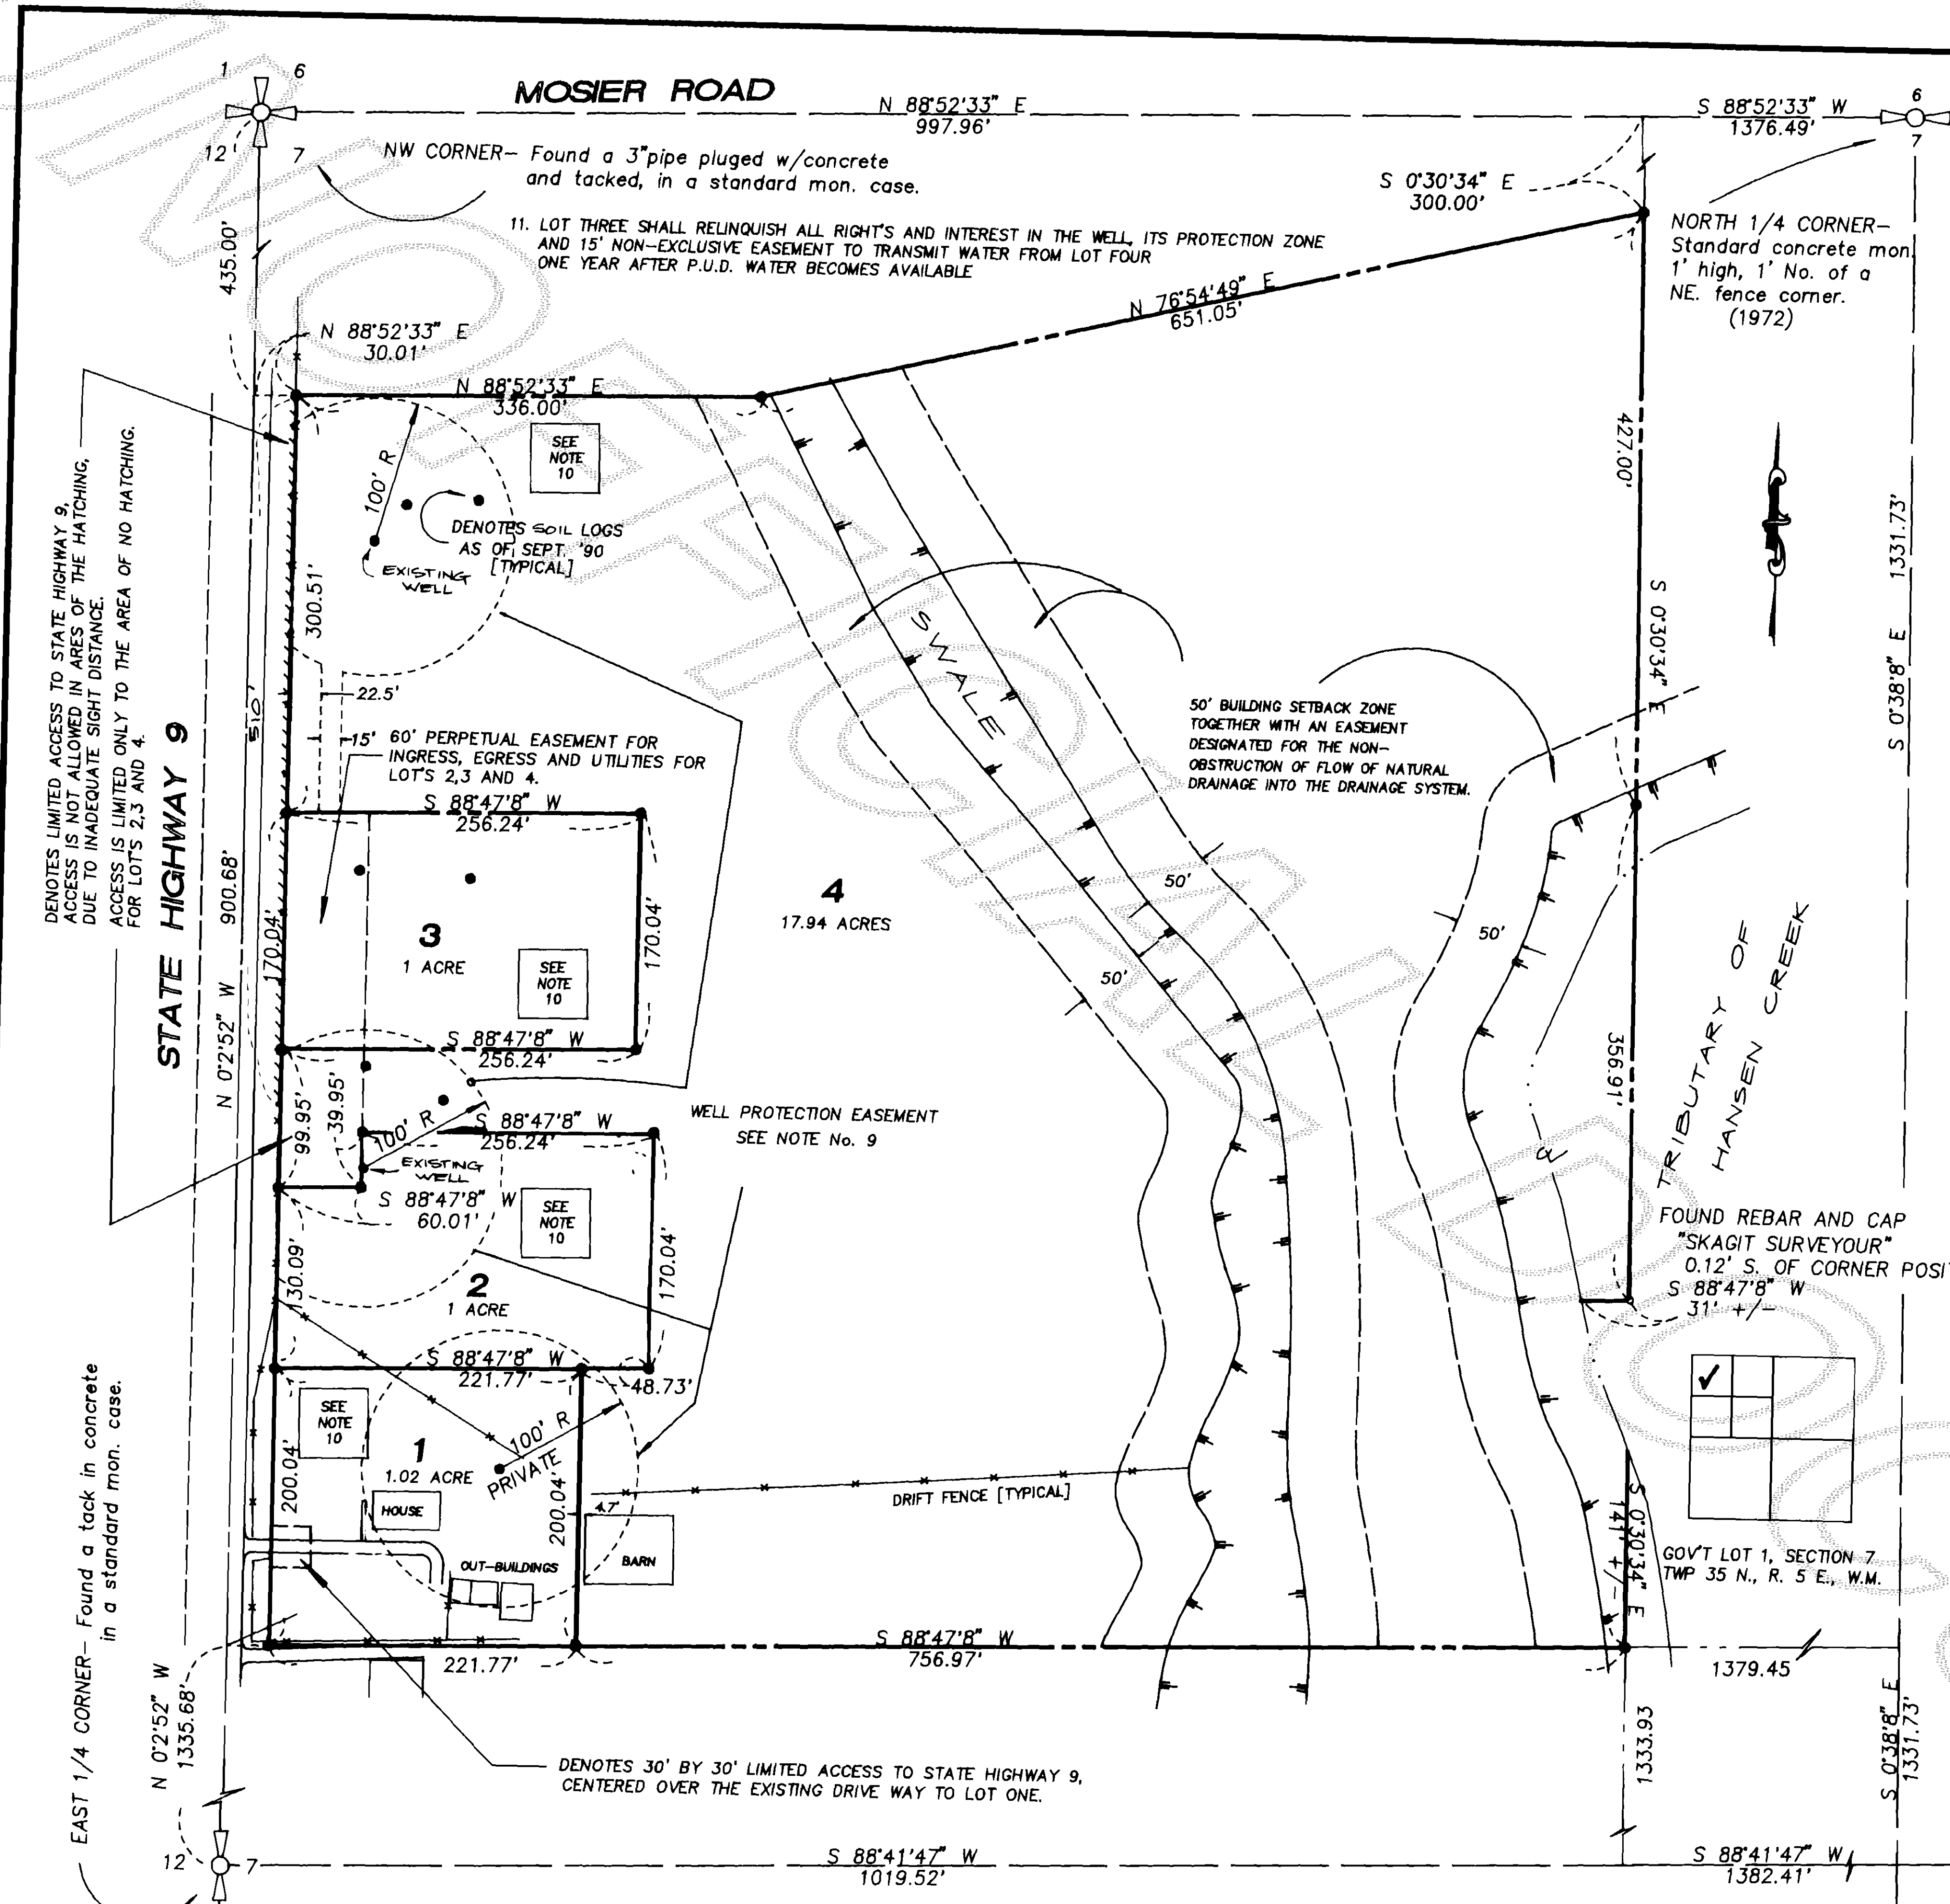 1 6
MOSIER ROAD
N 88°52'33" E
997.96'
S 88°52'33" W
1376.49'
6
7
12 7
NW CORNER– Found a 3"pipe pluged w/concrete
and tacked, in a standard mon. case.
S 0°30'34" E
300.00'
NORTH 1/4 CORNER–
Standard concrete mon.
1' high, 1' No. of a
NE. fence corner.
(1972)
11. LOT THREE SHALL RELINQUISH ALL RIGHT'S AND INTEREST IN THE WELL, ITS PROTECTION ZONE
AND 15' NON–EXCLUSIVE EASEMENT TO TRANSMIT WATER FROM LOT FOUR
ONE YEAR AFTER P.U.D. WATER BECOMES AVAILABLE
435.00'
N 76°54'49" E
651.05'
N 88°52'33" E
30.01'
N 88°52'33" E
336.00'
SEE
NOTE
10
100' R
DENOTES SOIL LOGS
AS OF SEPT. '90
[TYPICAL]
EXISTING
WELL
427.00'
S 0°30'34" E
1331.73'
S 0°38'8" E
DENOTES LIMITED ACCESS TO STATE HIGHWAY 9,
ACCESS IS NOT ALLOWED IN ARES OF THE HATCHING,
DUE TO INADEQUATE SIGHT DISTANCE.
ACCESS IS LIMITED ONLY TO THE AREA OF NO HATCHING.
FOR LOT'S 2,3 AND 4.
STATE HIGHWAY 9
300.51'
22.5'
15'
60' PERPETUAL EASEMENT FOR
INGRESS, EGRESS AND UTILITIES FOR
LOT'S 2,3 AND 4.
SWALE
50' BUILDING SETBACK ZONE
TOGETHER WITH AN EASEMENT
DESIGNATED FOR THE NON–
OBSTRUCTION OF FLOW OF NATURAL
DRAINAGE INTO THE DRAINAGE SYSTEM.
S 88°47'8" W
256.24'
N 0°2'52" W 900.68'
170.04'
3
1 ACRE
SEE
NOTE
10
170.04'
4
17.94 ACRES
50'
50'
50'
TRIBUTARY OF
HANSEN CREEK
356.91'
S 88°47'8" W
256.24'
99.95'
39.95'
100' R
S 88°47'8" W
256.24'
EXISTING
WELL
WELL PROTECTION EASEMENT
SEE NOTE No. 9
S 88°47'8" W
60.01'
SEE
NOTE
10
130.09'
2
1 ACRE
170.04'
FOUND REBAR AND CAP
"SKAGIT SURVEYOUR"
0.12' S. OF CORNER POSI
S 88°47'8" W
31' +/–
S 88°47'8" W
221.77'
48.73'
SEE
NOTE
10
1
1.02 ACRE
100' R
PRIVATE
200.04'
200.04'
HOUSE
OUT–BUILDINGS
4.7'
BARN
DRIFT FENCE [TYPICAL]
S 0°30'34" E
141' +/–
GOV'T LOT 1, SECTION 7
TWP 35 N., R. 5 E., W.M.
EAST 1/4 CORNER– Found a tack in concrete
in a standard mon. case.
221.77'
S 88°47'8" W
756.97'
1379.45
N 0°2'52" W
1335.68'
1333.93
S 0°38'8" E
1331.73'
DENOTES 30' BY 30' LIMITED ACCESS TO STATE HIGHWAY 9,
CENTERED OVER THE EXISTING DRIVE WAY TO LOT ONE.
12 7
S 88°41'47" W
1019.52'
S 88°41'47" W
1382.41'
UNOFFICIAL DOC